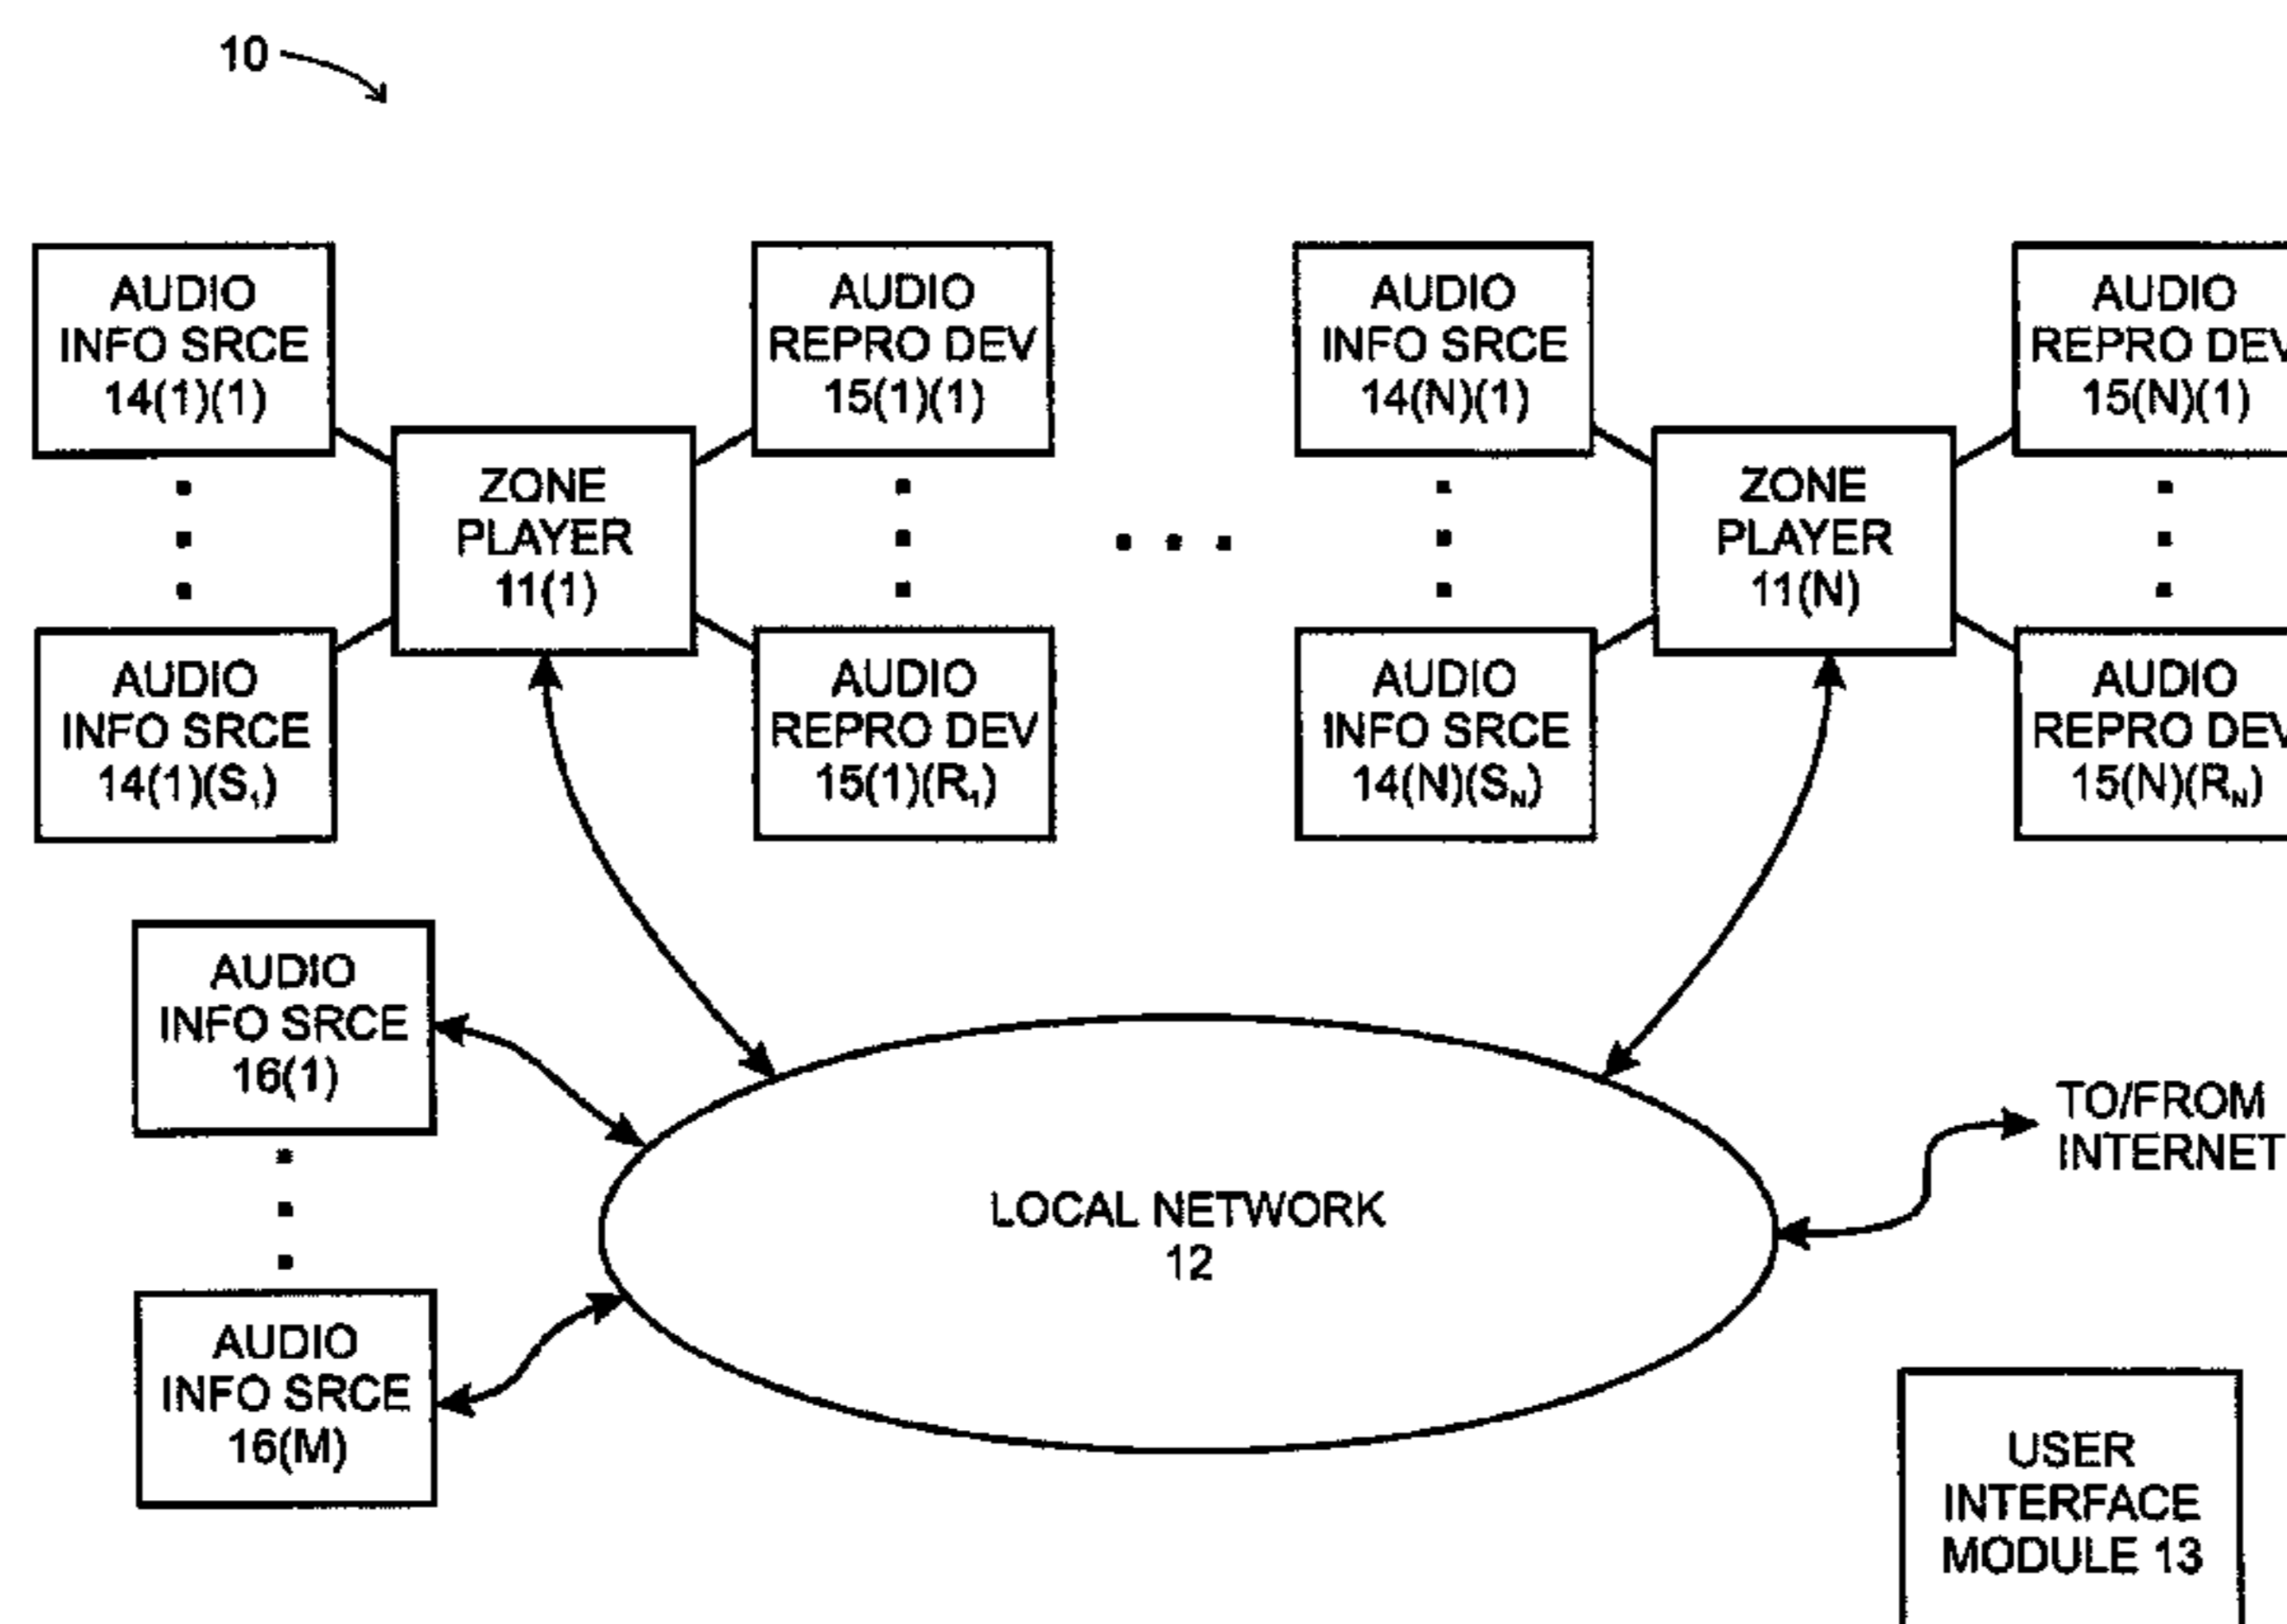 10
AUDIO
INFO SRCE
14(1)(1)
AUDIO
REPRO DEV
15(1)(1)
AUDIO
INFO SRCE
14(N)(1)
AUDIO
REPRO DEV
15(N)(1)
ZONE
PLAYER
11(1)
ZONE
PLAYER
11(N)
AUDIO
INFO SRCE
14(1)(S₁)
AUDIO
REPRO DEV
15(1)(R₁)
AUDIO
INFO SRCE
14(N)(Sₙ)
AUDIO
REPRO DEV
15(N)(Rₙ)
AUDIO
INFO SRCE
16(1)
TO/FROM
INTERNET
LOCAL NETWORK
12
AUDIO
INFO SRCE
16(M)
USER
INTERFACE
MODULE 13